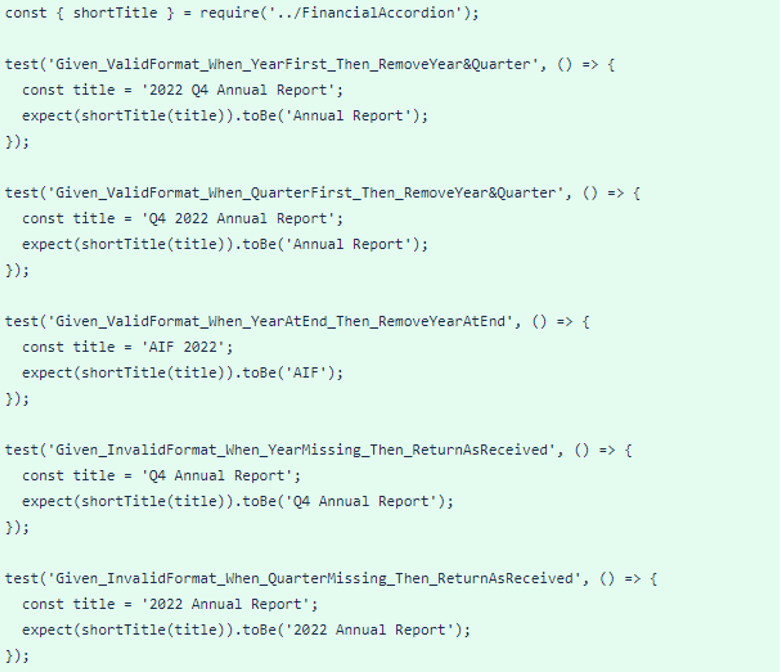 const { shortTitle } = require('../FinancialAccordion');
test('Given_ValidFormat_When_YearFirst_Then_RemoveYear&Quarter', () => {
  const title = '2022 Q4 Annual Report';
  expect(shortTitle(title)).toBe('Annual Report');
});
test('Given_ValidFormat_When_QuarterFirst_Then_RemoveYear&Quarter', () => {
  const title = 'Q4 2022 Annual Report';
  expect(shortTitle(title)).toBe('Annual Report');
});
test('Given_ValidFormat_When_YearAtEnd_Then_RemoveYearAtEnd', () => {
  const title = 'AIF 2022';
  expect(shortTitle(title)).toBe('AIF');
});
test('Given_InvalidFormat_When_YearMissing_Then_ReturnAsReceived', () => {
  const title = 'Q4 Annual Report';
  expect(shortTitle(title)).toBe('Q4 Annual Report');
});
test('Given_InvalidFormat_When_QuarterMissing_Then_ReturnAsReceived', () => {
  const title = '2022 Annual Report';
  expect(shortTitle(title)).toBe('2022 Annual Report');
});